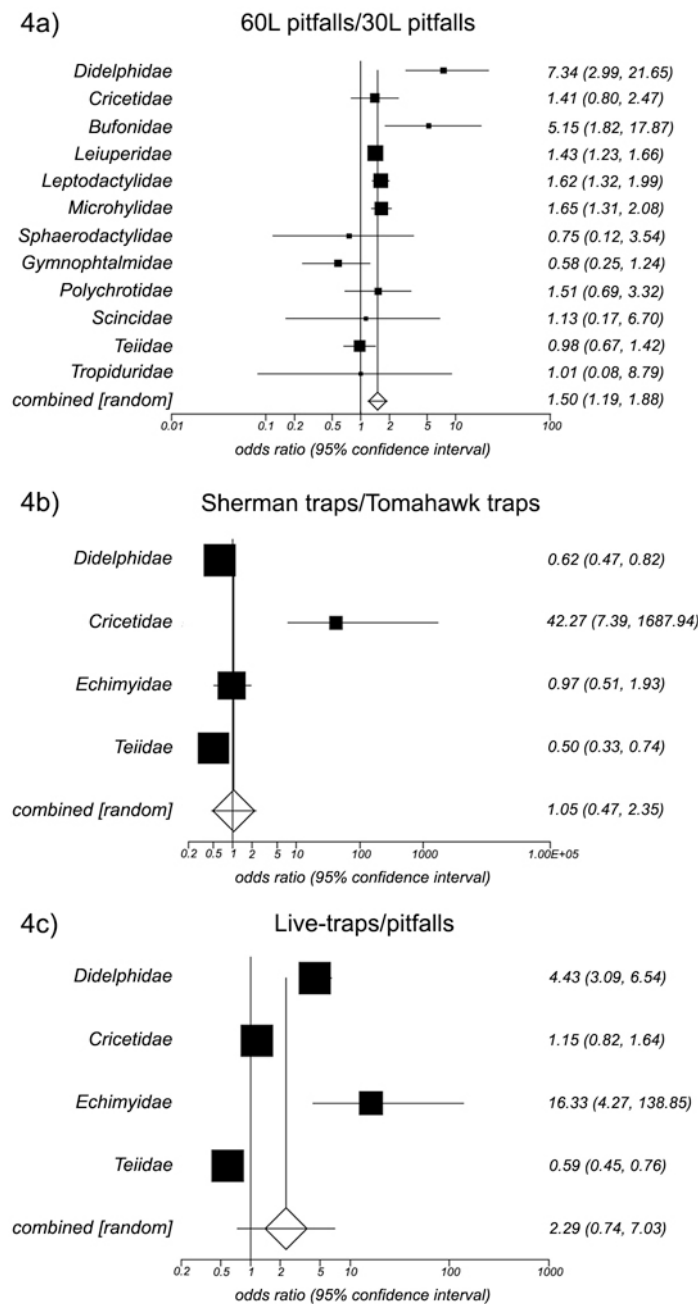 4a) 60L pitfalls/30L pitfalls
Didelphidae 7.34 (2.99, 21.65)
Cricetidae 1.41 (0.80, 2.47)
Bufonidae 5.15 (1.82, 17.87)
Leiuperidae 1.43 (1.23, 1.66)
Leptodactylidae 1.62 (1.32, 1.99)
Microhylidae 1.65 (1.31, 2.08)
Sphaerodactylidae 0.75 (0.12, 3.54)
Gymnophtalmidae 0.58 (0.25, 1.24)
Polychrotidae 1.51 (0.69, 3.32)
Scincidae 1.13 (0.17, 6.70)
Teiidae 0.98 (0.67, 1.42)
Tropiduridae 1.01 (0.08, 8.79)
combined [random] 1.50 (1.19, 1.88)
0.01 0.1 0.2 0.5 1 2 5 10 100
odds ratio (95% confidence interval)
4b) Sherman traps/Tomahawk traps
Didelphidae 0.62 (0.47, 0.82)
Cricetidae 42.27 (7.39, 1687.94)
Echimyidae 0.97 (0.51, 1.93)
Teiidae 0.50 (0.33, 0.74)
combined [random] 1.05 (0.47, 2.35)
0.2 0.5 1 2 5 10 100 1000 1.00E+05
odds ratio (95% confidence interval)
4c) Live-traps/pitfalls
Didelphidae 4.43 (3.09, 6.54)
Cricetidae 1.15 (0.82, 1.64)
Echimyidae 16.33 (4.27, 138.85)
Teiidae 0.59 (0.45, 0.76)
combined [random] 2.29 (0.74, 7.03)
0.2 0.5 1 2 5 10 100 1000
odds ratio (95% confidence interval)